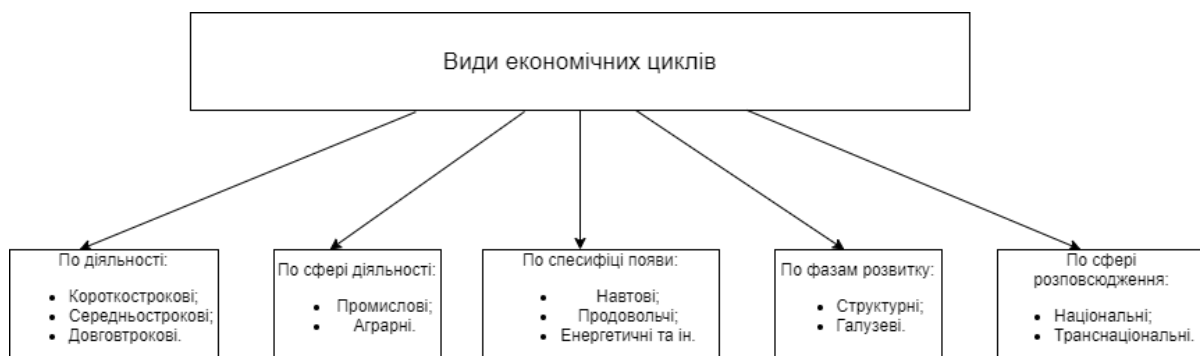 Види економічних циклів
По діяльності:
Короткострокові;
Середньострокові;
Довговтрокові.
По сфері діяльності:
Промислові;
Аграрні.
По спесифіці появи:
Навтові;
Продовольчі;
Енергетичні та ін.
По фазам розвитку:
Структурні;
Галузеві.
По сфері
розповсюдження:
Національні;
Транснаціональні.